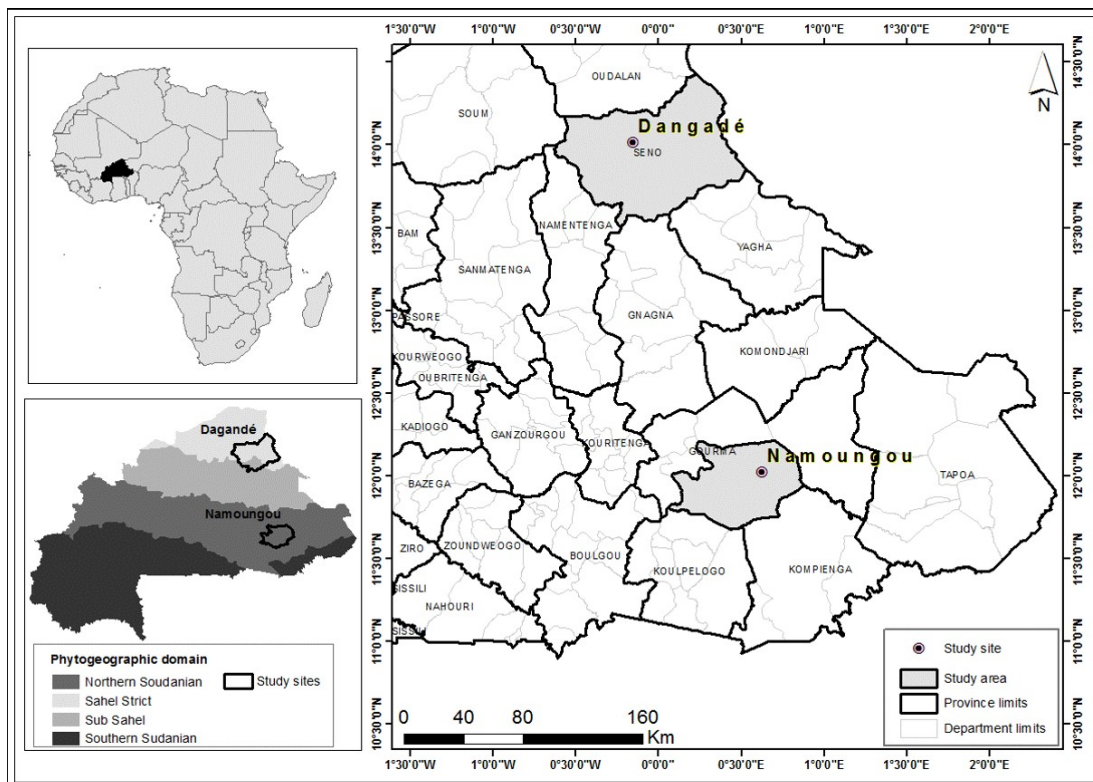 1°30'0"W 1°0'0"W 0°30'0"W 0°0'0"E 0°30'0"E 1°0'0"E 1°30'0"E 2°0'0"E
14°30'0"N
14°0'0"N
13°30'0"N
13°0'0"N
12°30'0"N
12°0'0"N
11°30'0"N
11°0'0"N
10°30'0"N
N
OUDALAN
SOUM
Dangadé
SENO
BAM
NAMENTENGA
YAGHA
SANMATENGA
PASSORE
GNAGNA
KOMONDJARI
KOURWEOGO
OUBRITENGA
KADIOGO
GANZOURGOU
KOURITENGA
GOURMA
Namoungou
BAZEGA
TAPOA
ZIRO
ZOUNDWEOGO
BOULGOU
KOULPELOGO
KOMPIENGA
SISSILI
NAHOURI
SISSILI
0 40 80 160
Km
Study site
Study area
Province limits
Department limits
14°30'0"N
14°0'0"N
13°30'0"N
13°0'0"N
12°30'0"N
12°0'0"N
11°30'0"N
11°0'0"N
10°30'0"N
1°30'0"W 1°0'0"W 0°30'0"W 0°0'0"E 0°30'0"E 1°0'0"E 1°30'0"E 2°0'0"E
Dagandé
Namoungou
Phytogeographic domain
Northern Soudanian
Study sites
Sahel Strict
Sub Sahel
Southern Sudanian